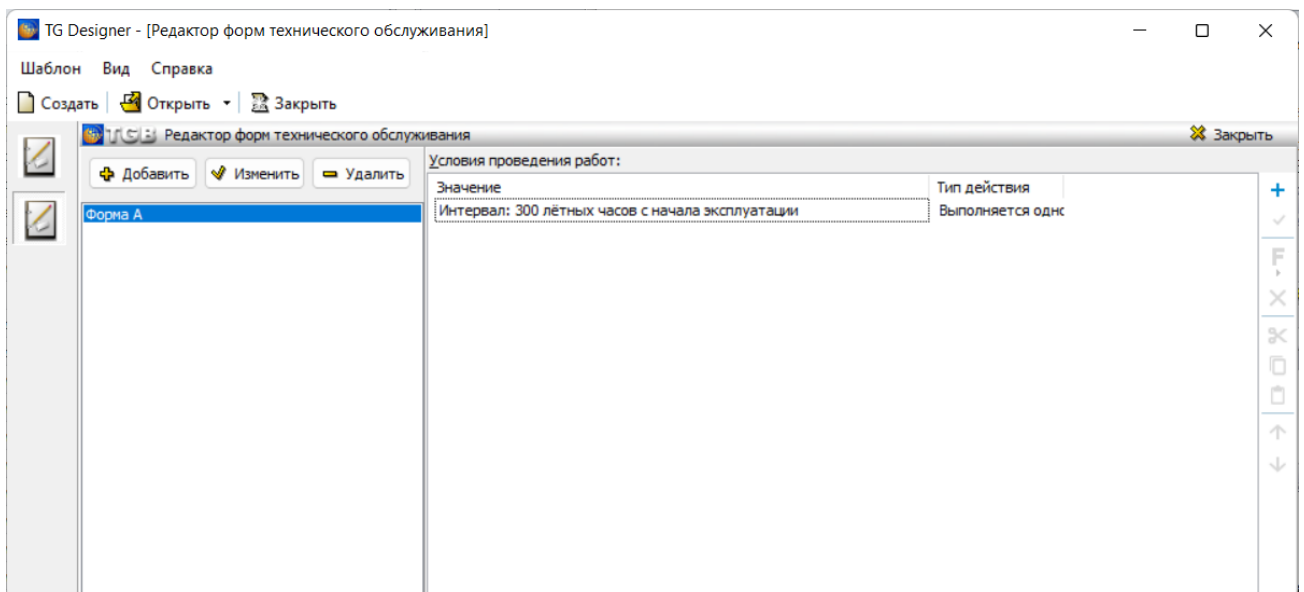 TG Designer - [Редактор форм технического обслуживания]
Шаблон Вид Справка
Создать Открыть Закрыть
TGB Редактор форм технического обслуживания Закрыть
Добавить Изменить Удалить
Условия проведения работ:
Значение Тип действия
Форма А
Интервал: 300 лётных часов с начала эксплуатации Выполняется одно
F